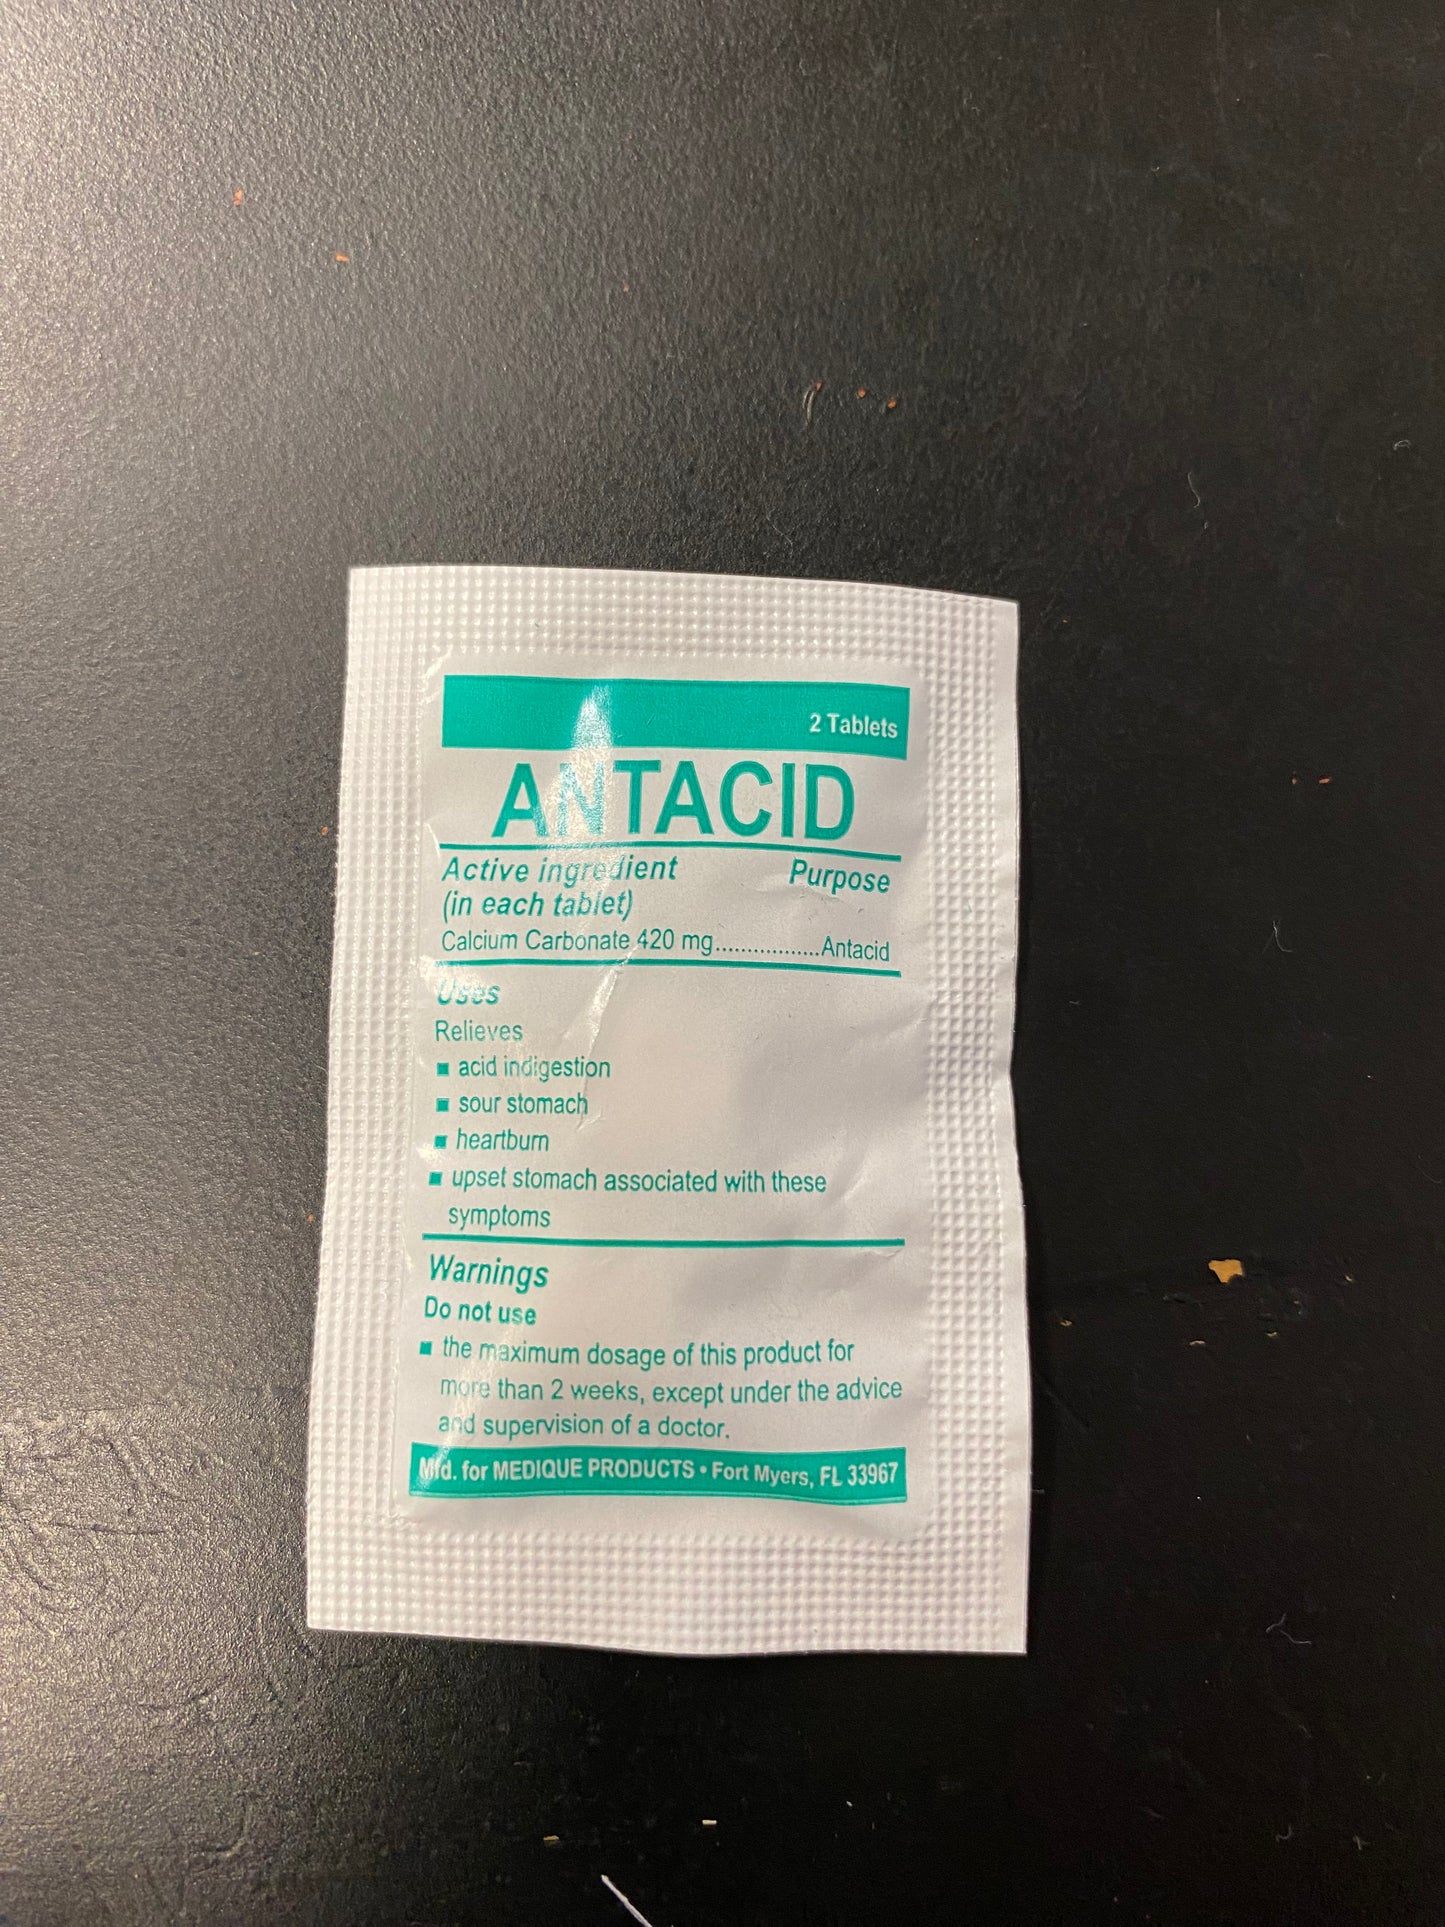 2 Tablets
ANTACID
Active ingredient Purpose
(in each tablet)
Calcium Carbonate 420 mg.................Antacid
Uses
Relieves
■ acid indigestion
■ sour stomach
■ heartburn
■ upset stomach associated with these
symptoms
Warnings
Do not use
■ the maximum dosage of this product for
more than 2 weeks, except under the advice
and supervision of a doctor.
Mfd. for MEDIQUE PRODUCTS • Fort Myers, FL 33967